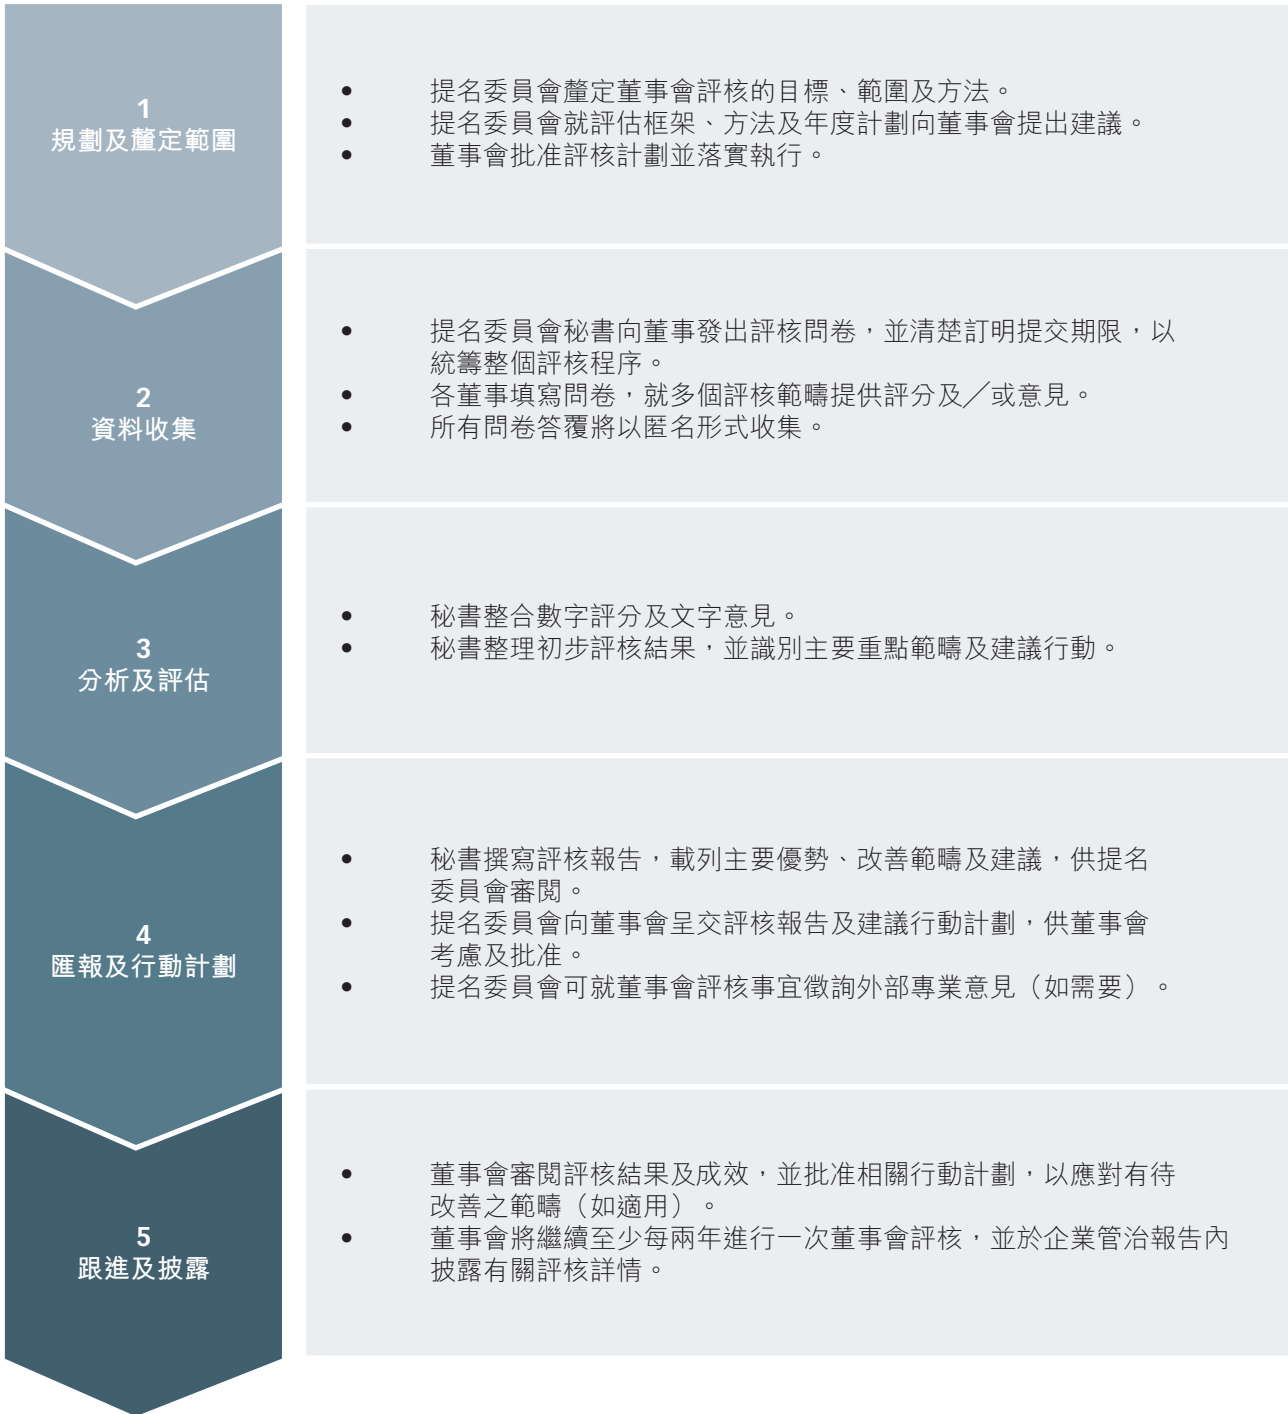 1
規劃及釐定範圍
• 提名委員會釐定董事會評核的目標、範圍及方法。
• 提名委員會就評估框架、方法及年度計劃向董事會提出建議。
• 董事會批准評核計劃並落實執行。
2
資料收集
• 提名委員會秘書向董事發出評核問卷，並清楚訂明提交期限，以
統籌整個評核程序。
• 各董事填寫問卷，就多個評核範疇提供評分及╱或意見。
• 所有問卷答覆將以匿名形式收集。
3
分析及評估
• 秘書整合數字評分及文字意見。
• 秘書整理初步評核結果，並識別主要重點範疇及建議行動。
4
匯報及行動計劃
• 秘書撰寫評核報告，載列主要優勢、改善範疇及建議，供提名
委員會審閱。
• 提名委員會向董事會呈交評核報告及建議行動計劃，供董事會
考慮及批准。
• 提名委員會可就董事會評核事宜徵詢外部專業意見（如需要）。
5
跟進及披露
• 董事會審閱評核結果及成效，並批准相關行動計劃，以應對有待
改善之範疇（如適用）。
• 董事會將繼續至少每兩年進行一次董事會評核，並於企業管治報告內
披露有關評核詳情。